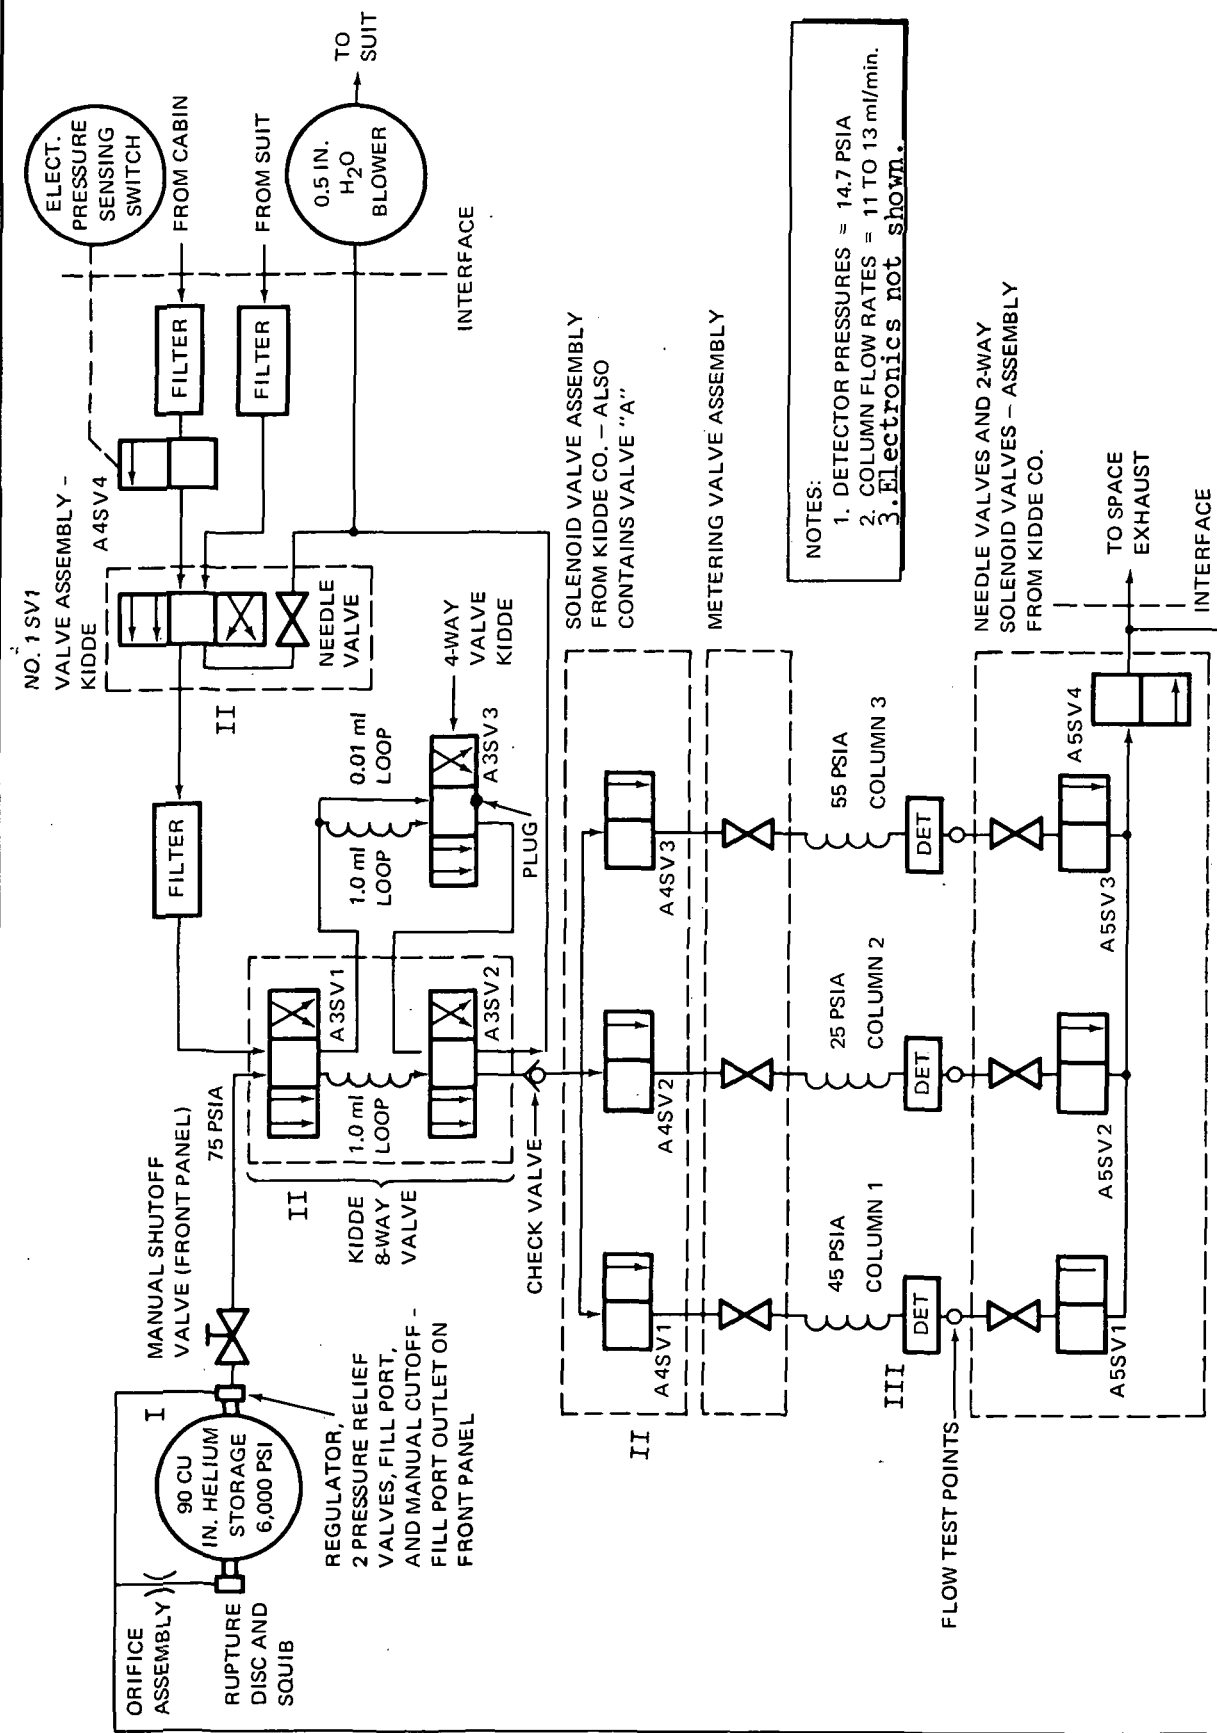 ELECT.
PRESSURE
SENSING
SWITCH
FROM CABIN
FROM SUIT
0.5 IN.
H2O
BLOWER
TO
SUIT
INTERFACE
FILTER
FILTER
NO. 1 SV1
VALVE ASSEMBLY -
KIDDE
A4SV4
II
NEEDLE
VALVE
FILTER
0.01 ml
LOOP
1.0 ml
LOOP
4-WAY
VALVE
KIDDE
A3SV3
PLUG
MANUAL SHUTOFF
VALVE (FRONT PANEL)
75 PSIA
II
A3SV1
1.0 ml
LOOP
A3SV2
KIDDE
8-WAY
VALVE
CHECK VALVE
ORIFICE
ASSEMBLY
I
90 CU
IN. HELIUM
STORAGE
6,000 PSI
RUPTURE
DISC AND
SQUIB
REGULATOR,
2 PRESSURE RELIEF
VALVES, FILL PORT,
AND MANUAL CUTOFF -
FILL PORT OUTLET ON
FRONT PANEL
SOLENOID VALVE ASSEMBLY
FROM KIDDE CO. – ALSO
CONTAINS VALVE "A"
II
A4SV1
A4SV2
A4SV3
METERING VALVE ASSEMBLY
45 PSIA
COLUMN 1
25 PSIA
COLUMN 2
55 PSIA
COLUMN 3
III
DET
DET
DET
FLOW TEST POINTS
NEEDLE VALVES AND 2-WAY
SOLENOID VALVES – ASSEMBLY
FROM KIDDE CO.
A5SV1
A5SV2
A5SV3
A5SV4
TO SPACE
EXHAUST
INTERFACE
NOTES:
1. DETECTOR PRESSURES = 14.7 PSIA
2. COLUMN FLOW RATES = 11 TO 13 ml/min.
3. Electronics not shown.